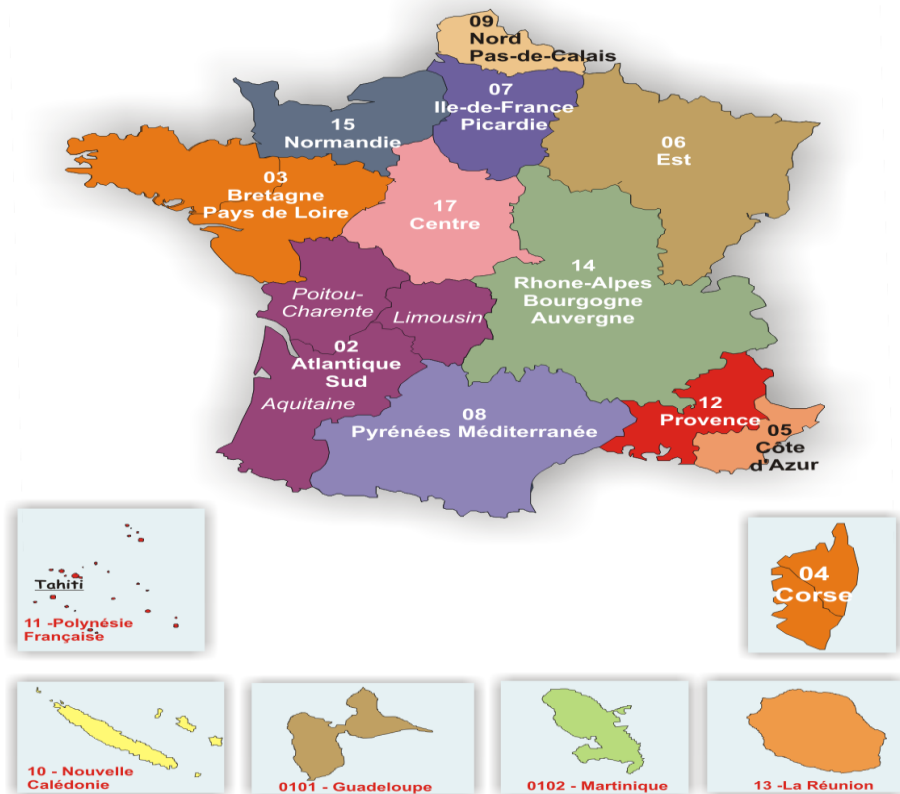 09
Nord
Pas-de-Calais
07
Ile-de-France
Picardie
15
Normandie
06
Est
03
Bretagne
Pays de Loire
17
Centre
14
Rhone-Alpes
Bourgogne
Auvergne
Poitou-
Charente
Limousin
02
Atlantique
Sud
Aquitaine
12
Provence
08
Pyrénées Méditerranée
05
Côte
d'Azur
Tahiti
11 -Polynésie
Française
04
Corse
10 - Nouvelle
Calédonie
0101 - Guadeloupe
0102 - Martinique
13 -La Réunion